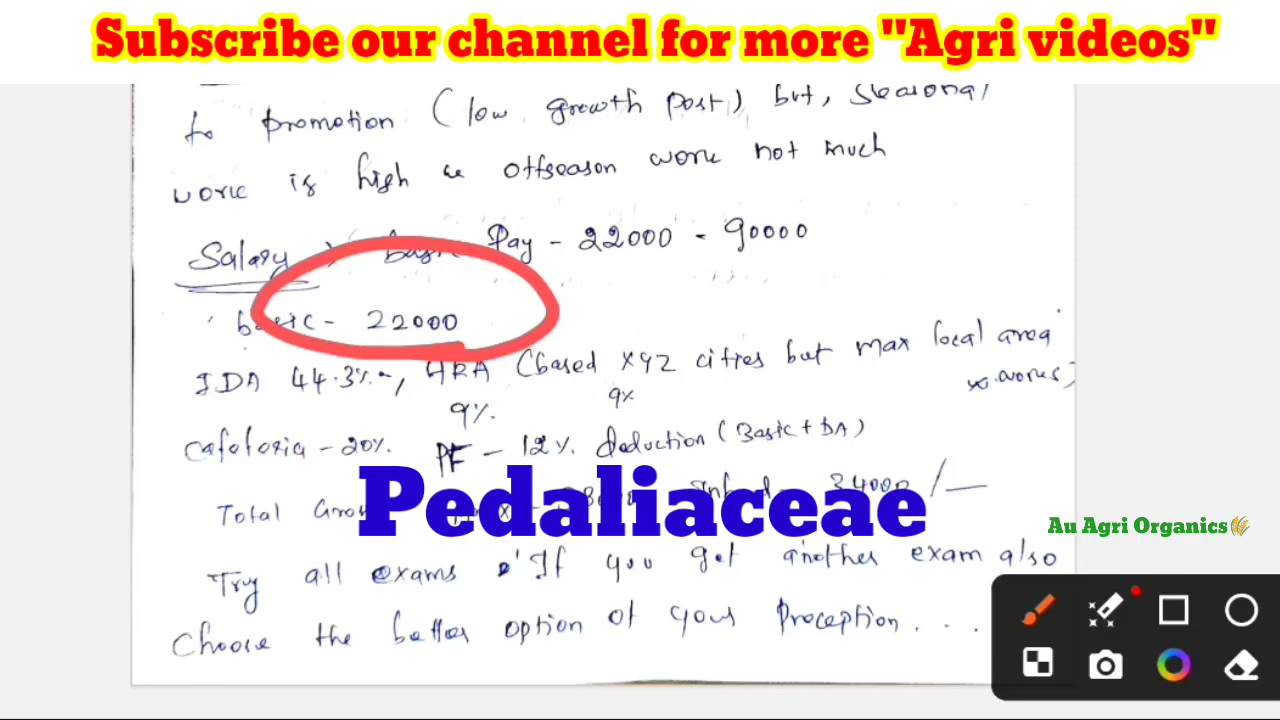 Subscribe our channel for more "Agri videos"
to promotion (low growth post) but, seasonal
work is high & offseason work not much
Salary → basic Pay - 22000 - 90000
basic - 22000
IDA 44.3%, HRA (based XYZ cities but max local area
9% 9% works)
Cafeteria - 20%. PF - 12% deduction (Basic + DA)
Total 34000/-
Pedaliaceae
Au Agri Organics
Try all exams If you get another exam also
choose the better option of your preception . . .